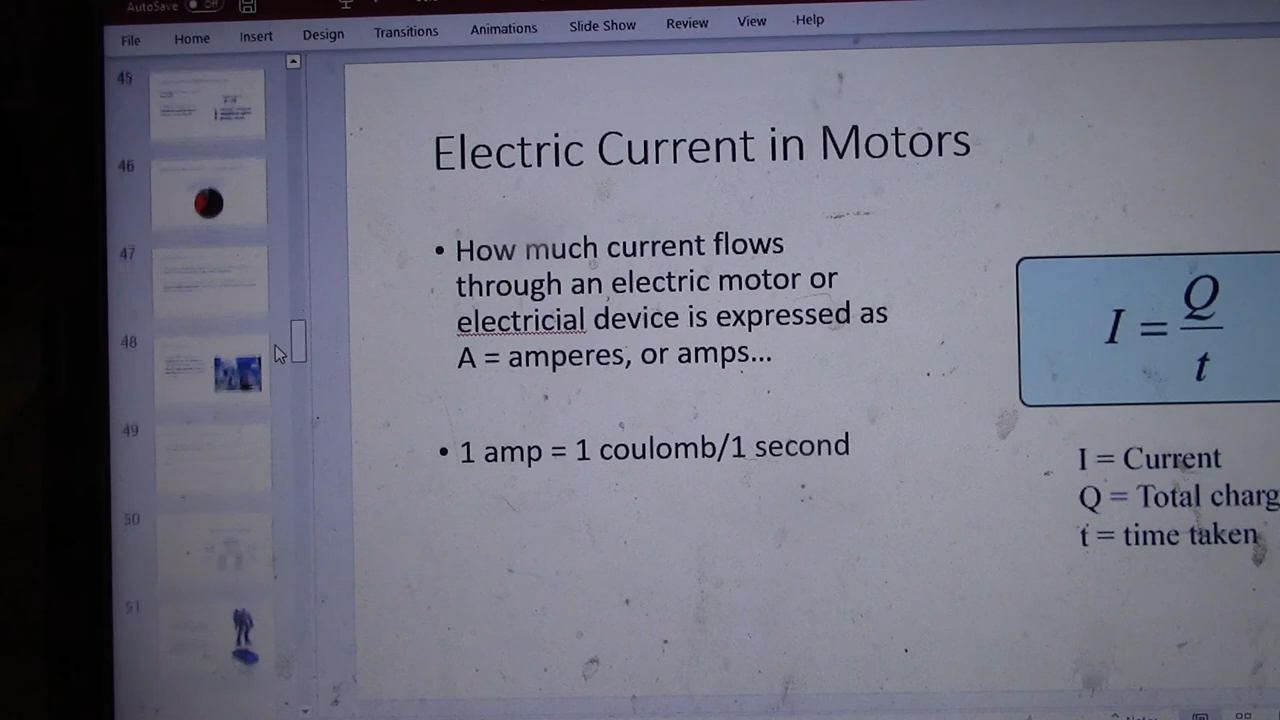 AutoSave Off
File Home Insert Design Transitions Animations Slide Show Review View Help
45
46
47
48
49
50
51
Electric Current in Motors
• How much current flows
through an electric motor or
electricial device is expressed as
A = amperes, or amps...
• 1 amp = 1 coulomb/1 second
I = Q
t
I = Current
Q = Total charg
t = time taken